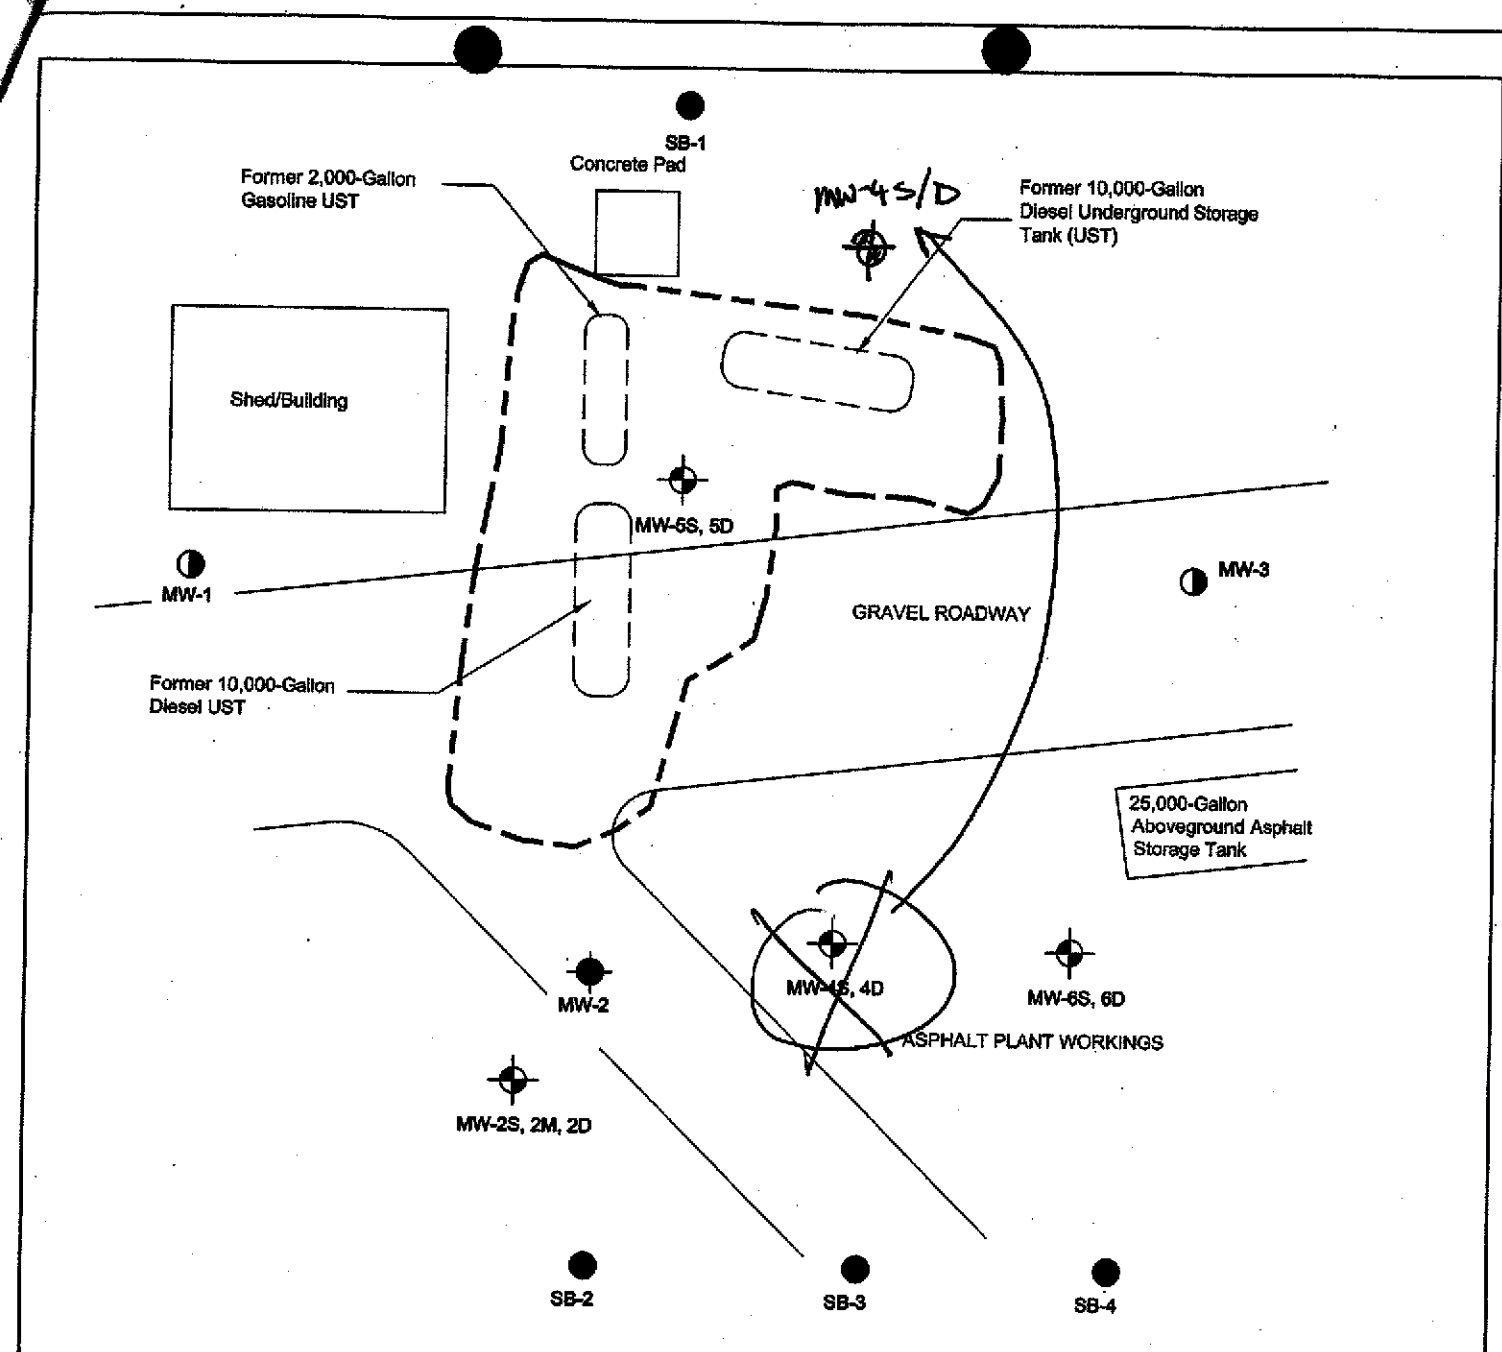 SB-1
Concrete Pad
Former 2,000-Gallon
Gasoline UST
MW-4 S/D
Former 10,000-Gallon
Diesel Underground Storage
Tank (UST)
Shed/Building
MW-5S, 5D
MW-1
MW-3
GRAVEL ROADWAY
Former 10,000-Gallon
Diesel UST
25,000-Gallon
Aboveground Asphalt
Storage Tank
MW-4S, 4D
MW-2
MW-6S, 6D
ASPHALT PLANT WORKINGS
MW-2S, 2M, 2D
SB-2
SB-3
SB-4